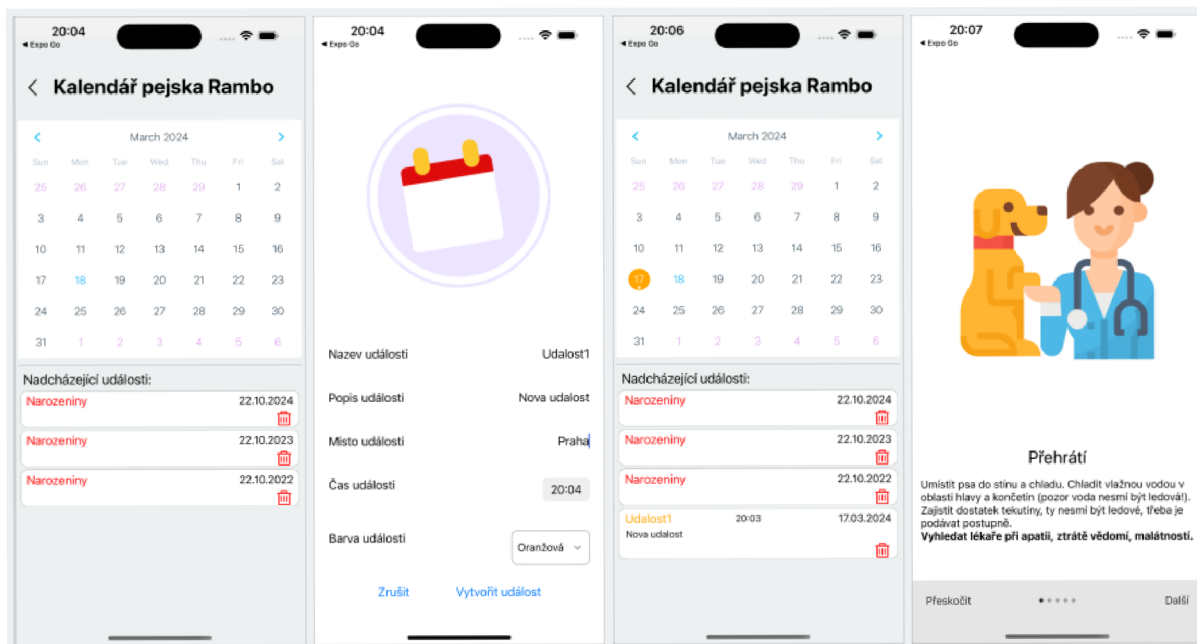 20:04
◀ Expo Go
Kalendář pejska Rambo
March 2024
Sun Mon Tue Wed Thu Fri Sat
25 26 27 28 29 1 2
3 4 5 6 7 8 9
10 11 12 13 14 15 16
17 18 19 20 21 22 23
24 25 26 27 28 29 30
31 1 2 3 4 5 6
Nadcházející události:
Narozeniny 22.10.2024
Narozeniny 22.10.2023
Narozeniny 22.10.2022
20:04
◀ Expo Go
Nazev události Udalost1
Popis události Nova udalost
Místo události Praha
Čas události 20:04
Barva události Oranžová
Zrušit Vytvořit událost
20:06
◀ Expo Go
Kalendář pejska Rambo
March 2024
Sun Mon Tue Wed Thu Fri Sat
25 26 27 28 29 1 2
3 4 5 6 7 8 9
10 11 12 13 14 15 16
17 18 19 20 21 22 23
24 25 26 27 28 29 30
31 1 2 3 4 5 6
Nadcházející události:
Narozeniny 22.10.2024
Narozeniny 22.10.2023
Narozeniny 22.10.2022
Udalost1 20:03 17.03.2024
Nova udalost
20:07
◀ Expo Go
Přehrátí
Umístit psa do stínu a chladu. Chladit vlažnou vodou v
oblasti hlavy a končetin (pozor voda nesmí být ledová!).
Zajistit dostatek tekutiny, ty nesmí být ledové, třeba je
podávat postupně.
Vyhledat lékaře při apatii, ztrátě vědomí, malátností.
Přeskočit Další